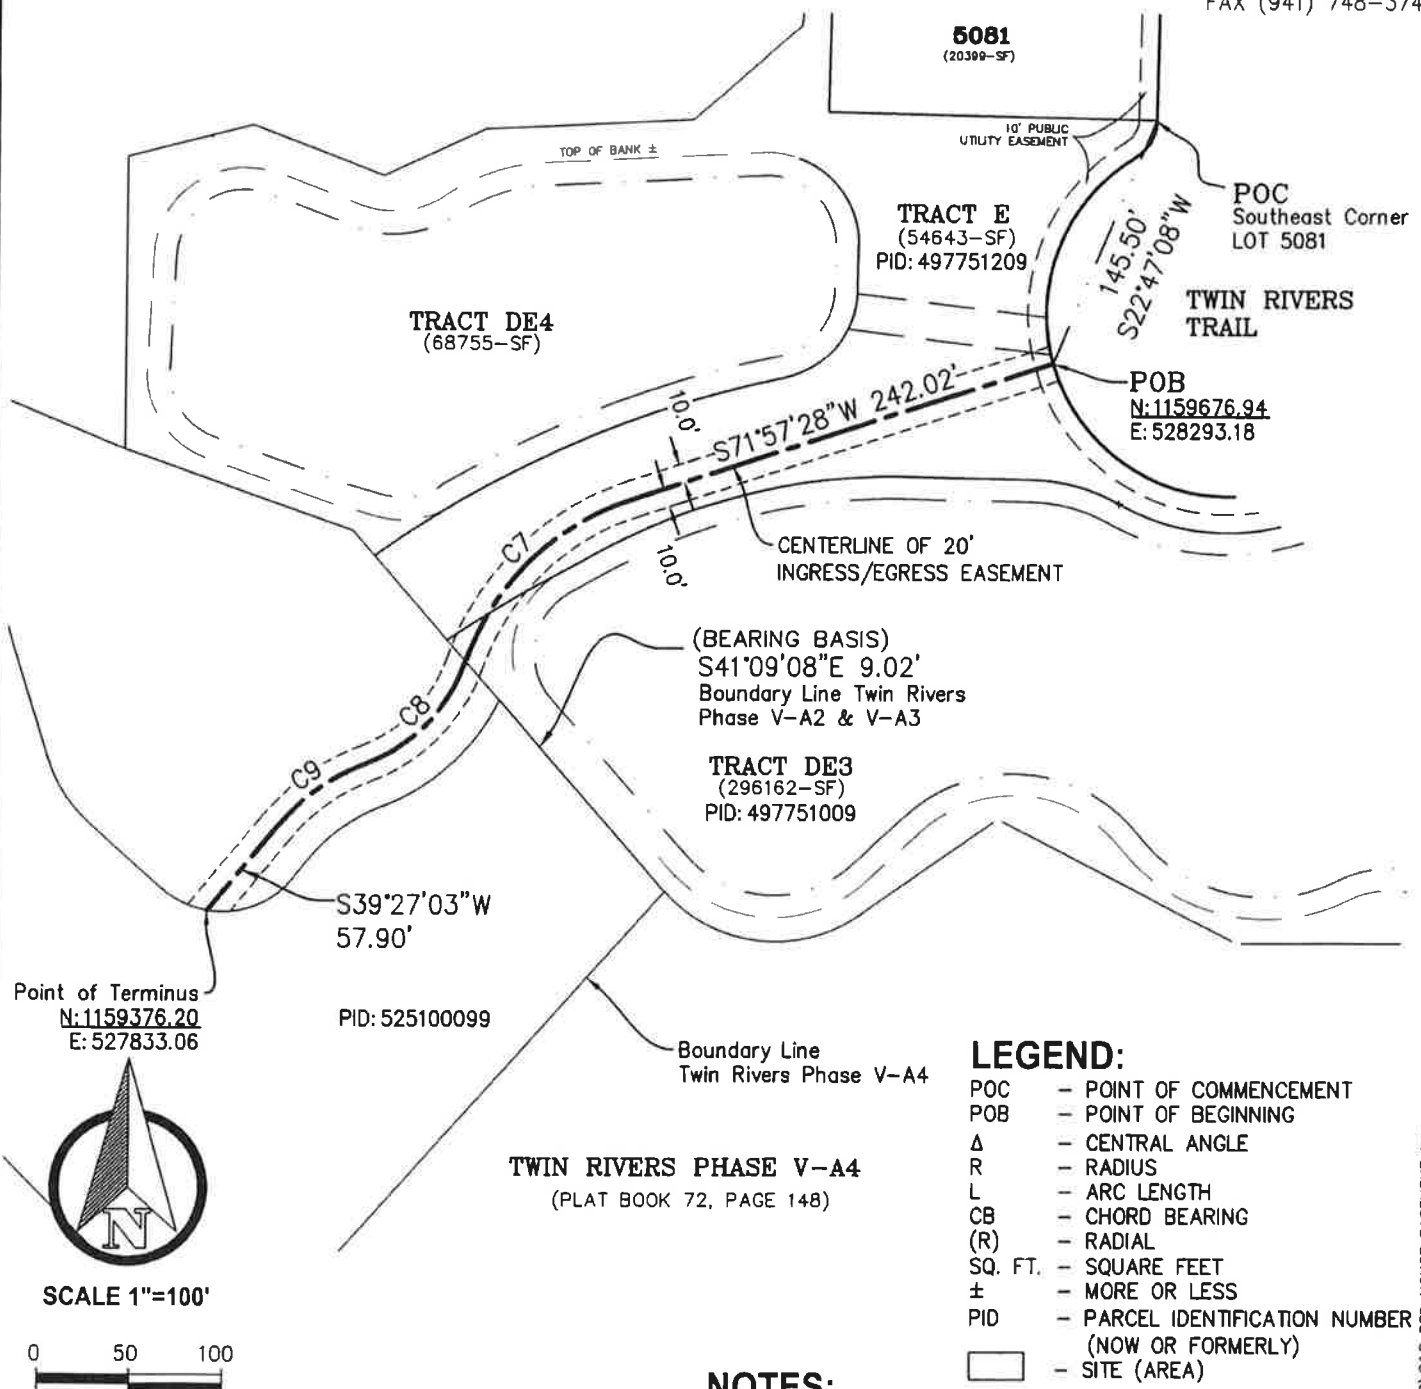 FAX (941) 748-374
5081
(20399-SF)
10' PUBLIC
UTILITY EASEMENT
TOP OF BANK ±
POC
Southeast Corner
LOT 5081
TRACT E
(54643-SF)
PID: 497751209
145.50'
S22°47'08"W
TWIN RIVERS
TRAIL
TRACT DE4
(68755-SF)
POB
N: 1159676.94
E: 528293.18
10.0'
S71°57'28"W 242.02'
C7
10.0'
CENTERLINE OF 20'
INGRESS/EGRESS EASEMENT
(BEARING BASIS)
S41°09'08"E 9.02'
Boundary Line Twin Rivers
Phase V-A2 & V-A3
C8
C9
TRACT DE3
(296162-SF)
PID: 497751009
S39°27'03"W
57.90'
Point of Terminus
N: 1159376.20
E: 527833.06
PID: 525100099
Boundary Line
Twin Rivers Phase V-A4
TWIN RIVERS PHASE V-A4
(PLAT BOOK 72, PAGE 148)
N
SCALE 1"=100'
0 50 100
LEGEND:
POC - POINT OF COMMENCEMENT
POB - POINT OF BEGINNING
Δ - CENTRAL ANGLE
R - RADIUS
L - ARC LENGTH
CB - CHORD BEARING
(R) - RADIAL
SQ. FT. - SQUARE FEET
± - MORE OR LESS
PID - PARCEL IDENTIFICATION NUMBER
(NOW OR FORMERLY)
- SITE (AREA)
NOTES: